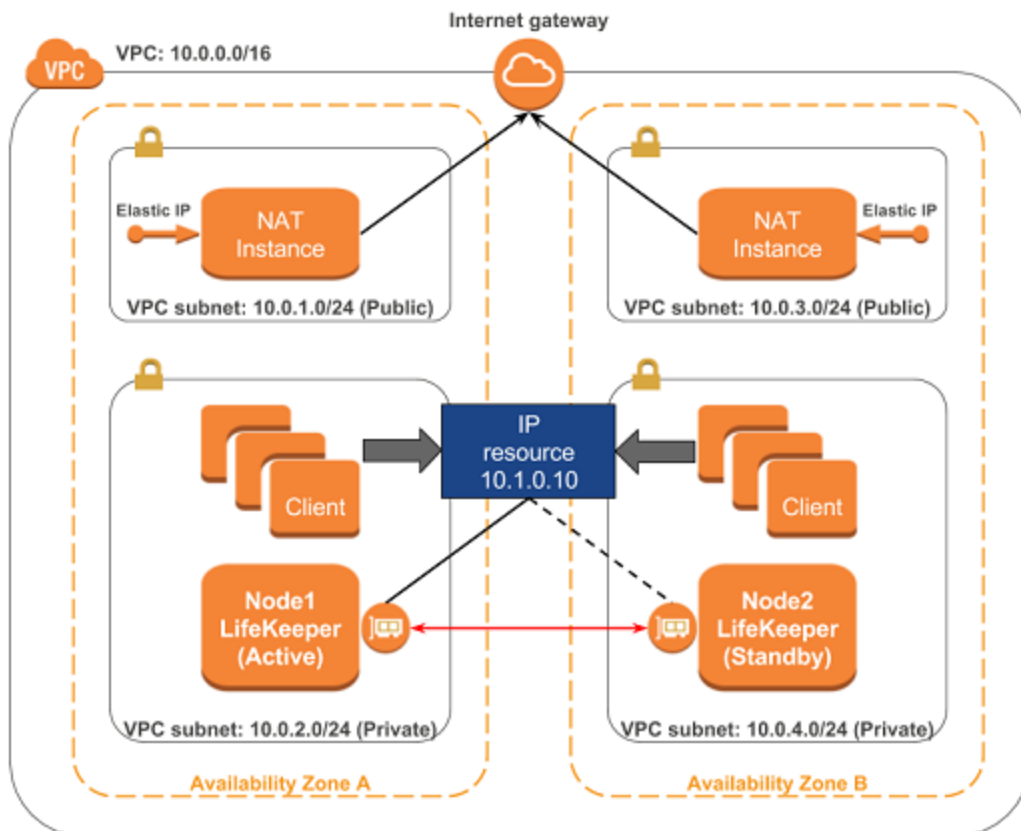 Internet gateway
VPC
VPC: 10.0.0.0/16
Elastic IP
NAT
Instance
VPC subnet: 10.0.1.0/24 (Public)
NAT
Instance
Elastic IP
VPC subnet: 10.0.3.0/24 (Public)
Client
IP
resource
10.1.0.10
Client
Node1
LifeKeeper
(Active)
VPC subnet: 10.0.2.0/24 (Private)
Node2
LifeKeeper
(Standby)
VPC subnet: 10.0.4.0/24 (Private)
Availability Zone A
Availability Zone B